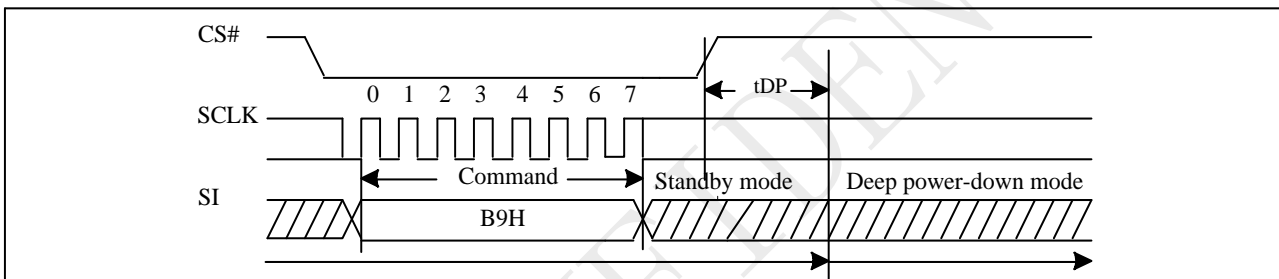 CS#
tDP
0 1 2 3 4 5 6 7
SCLK
Command
Standby mode
Deep power-down mode
SI
B9H